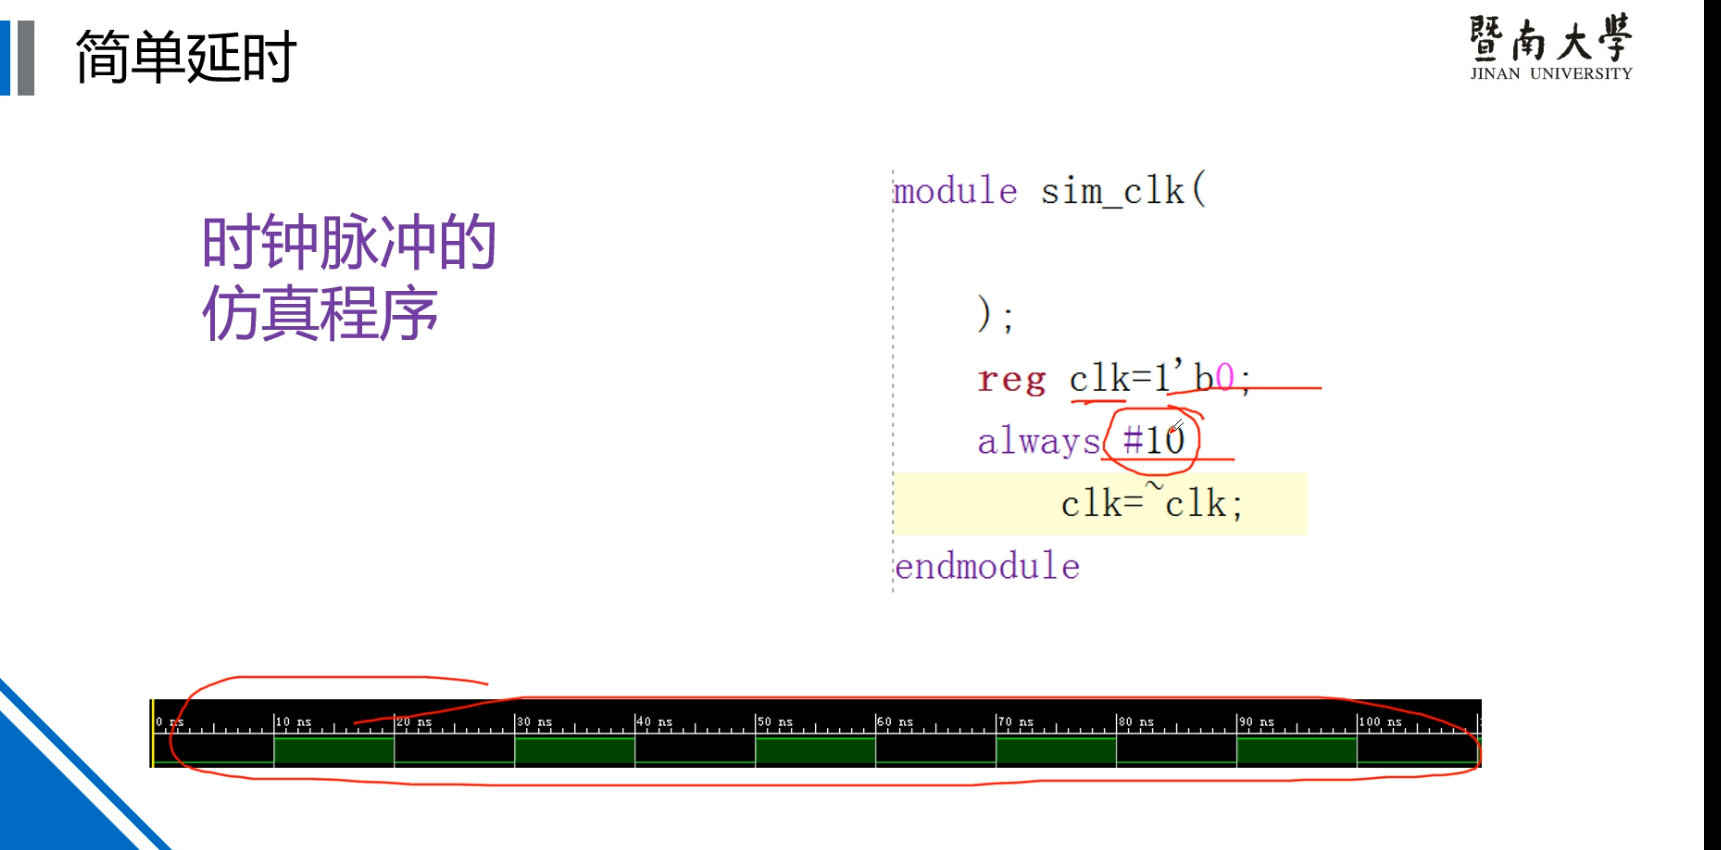 简单延时
暨南大學
JINAN UNIVERSITY
时钟脉冲的
仿真程序
module sim_clk(
);
reg clk=1'b0;
always #10
clk=~clk;
endmodule
0 ns 10 ns 20 ns 30 ns 40 ns 50 ns 60 ns 70 ns 80 ns 90 ns 100 ns